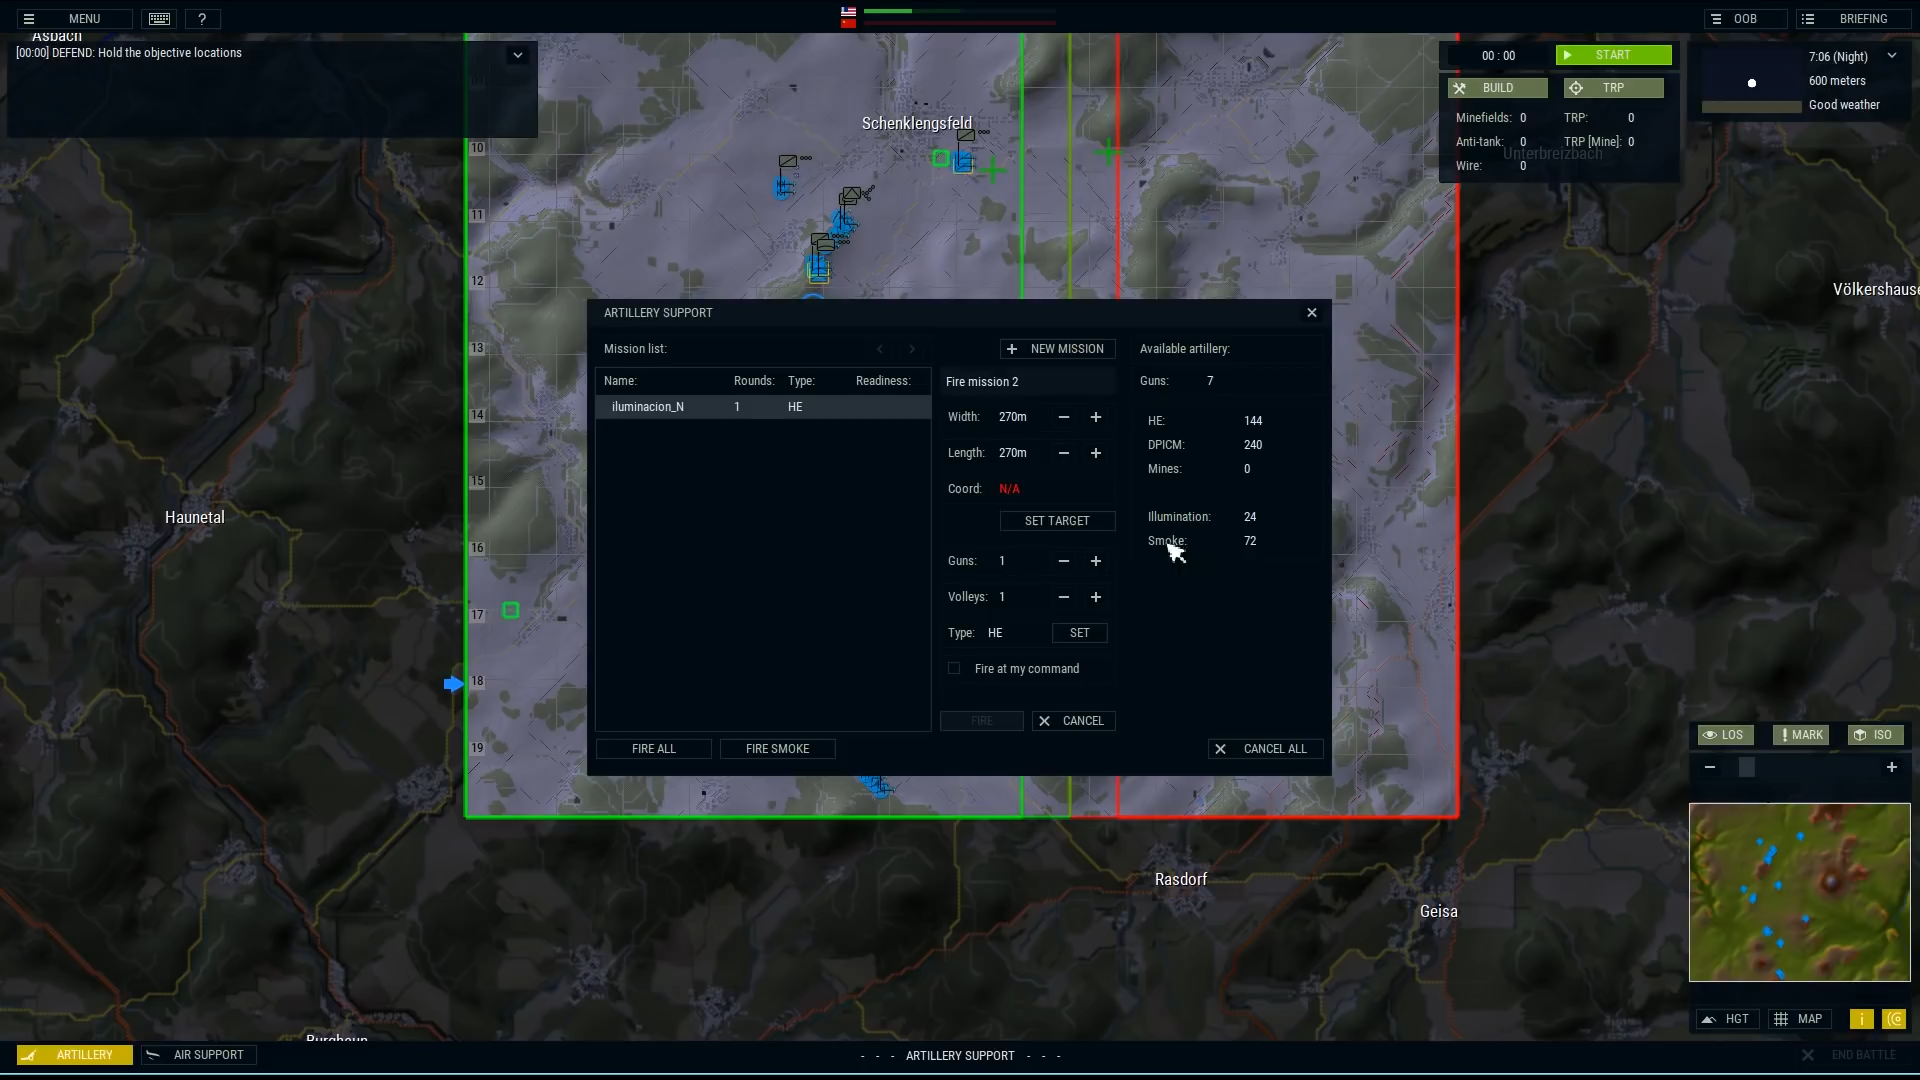 MENU
?
OOB
BRIEFING
Asbach
[00:00] DEFEND: Hold the objective locations
00 : 00
START
BUILD
TRP
Minefields: 0
TRP: 0
Anti-tank: 0
TRP [Mine]: 0
Wire: 0
Unterbreizbach
7:06 (Night)
600 meters
Good weather
Schenklengsfeld
10
11
12
13
14
15
16
17
18
19
Völkershause
Haunetal
Rasdorf
Geisa
Burghaun
ARTILLERY SUPPORT
Mission list:
NEW MISSION
Available artillery:
Name: Rounds: Type: Readiness:
iluminacion_N 1 HE
Fire mission 2
Width: 270m
Length: 270m
Coord: N/A
SET TARGET
Guns: 1
Volleys: 1
Type: HE SET
Fire at my command
FIRE
CANCEL
Guns: 7
HE: 144
DPICM: 240
Mines: 0
Illumination: 24
Smoke: 72
FIRE ALL
FIRE SMOKE
CANCEL ALL
LOS
MARK
ISO
HGT
MAP
i
ARTILLERY
AIR SUPPORT
- - - ARTILLERY SUPPORT - - -
END BATTLE